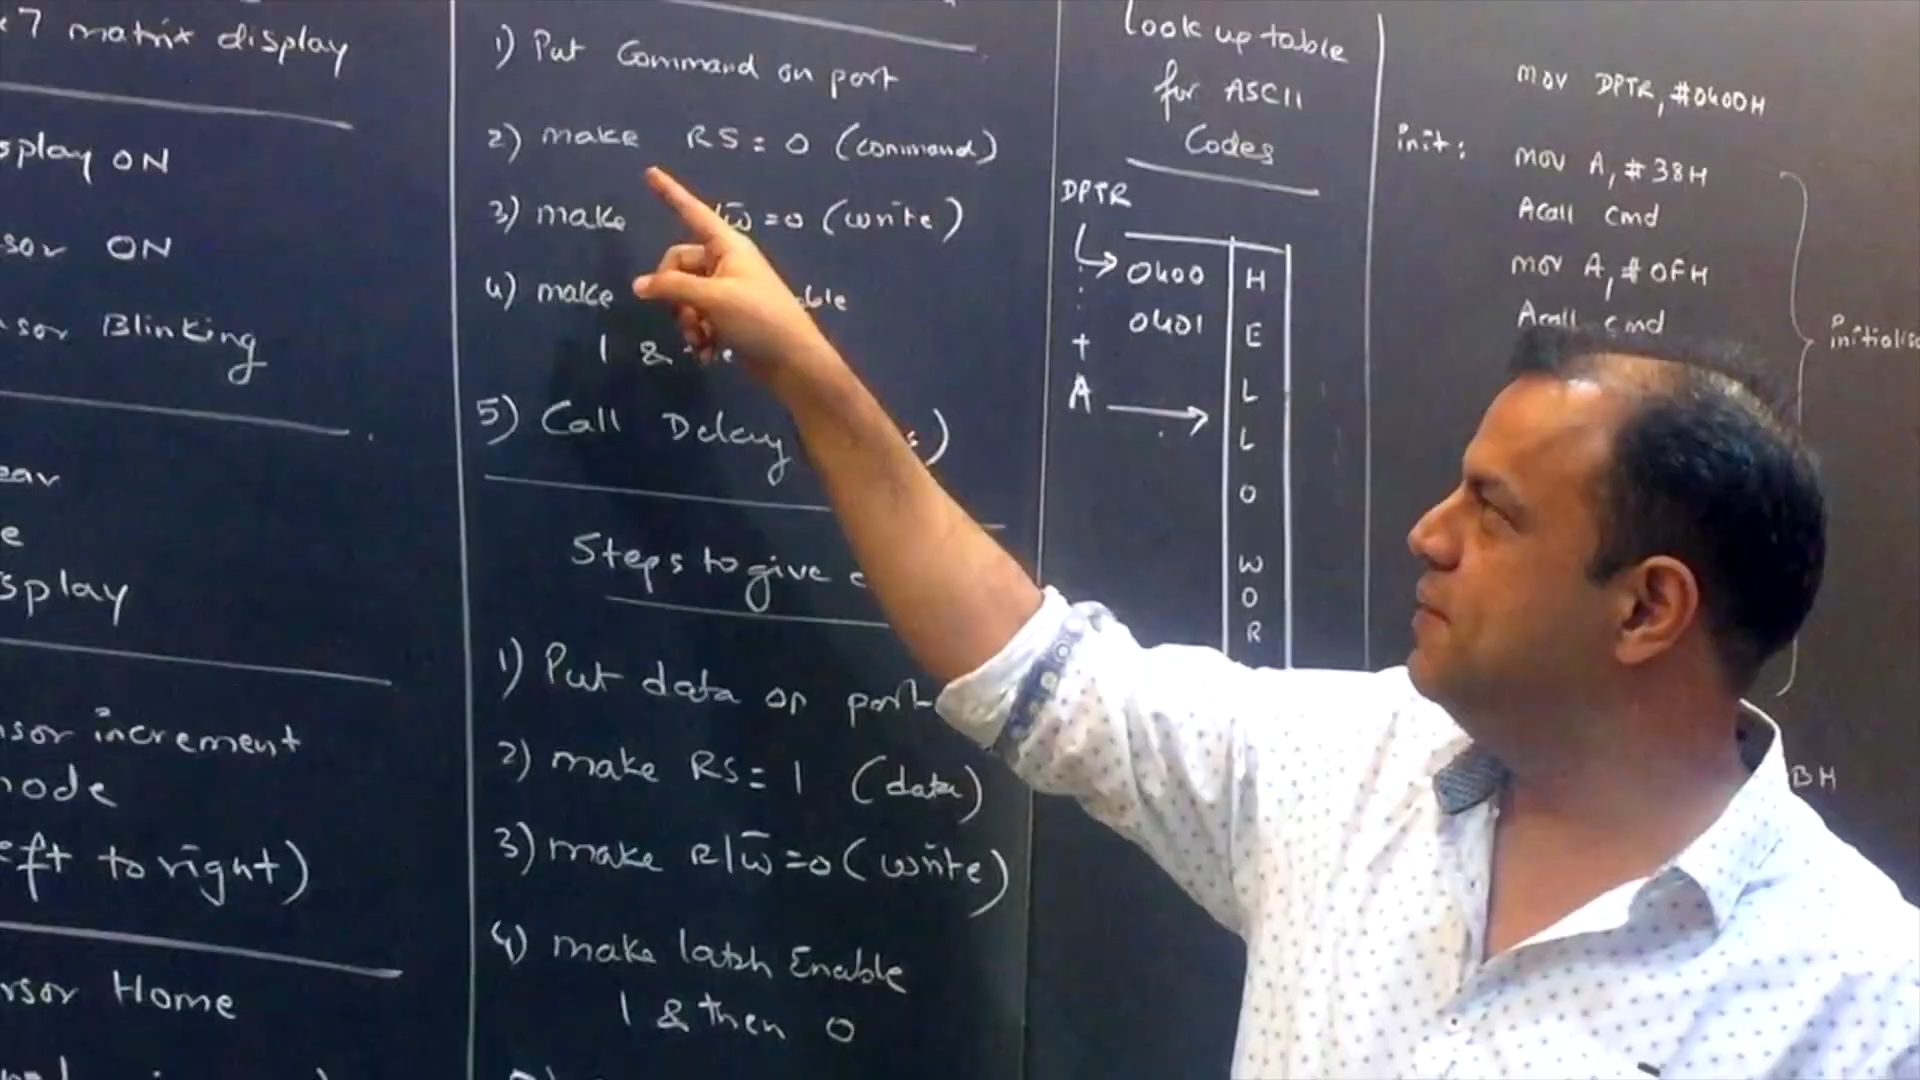 7 matrix display
splay ON
sor ON
sor Blinking
ear
e
splay
sor increment
node
eft to right)
rsor Home
1) Put Command on port
2) make RS = 0 (command)
3) make w̅ = 0 (write)
4) make ble
1 &
5) Call Delay )
Steps to give
1) Put data on port
2) make RS = 1 (data)
3) make R/w̅ = 0 (write)
4) make latch Enable
1 & then 0
Look up table
for ASCII
Codes
DPTR
0400 H
0401 E
+
A
L
L
O
W
O
R
mov DPTR, #0400H
init: mov A, #38H
Acall cmd
mov A, #0FH
Acall cmd
initialis
BH